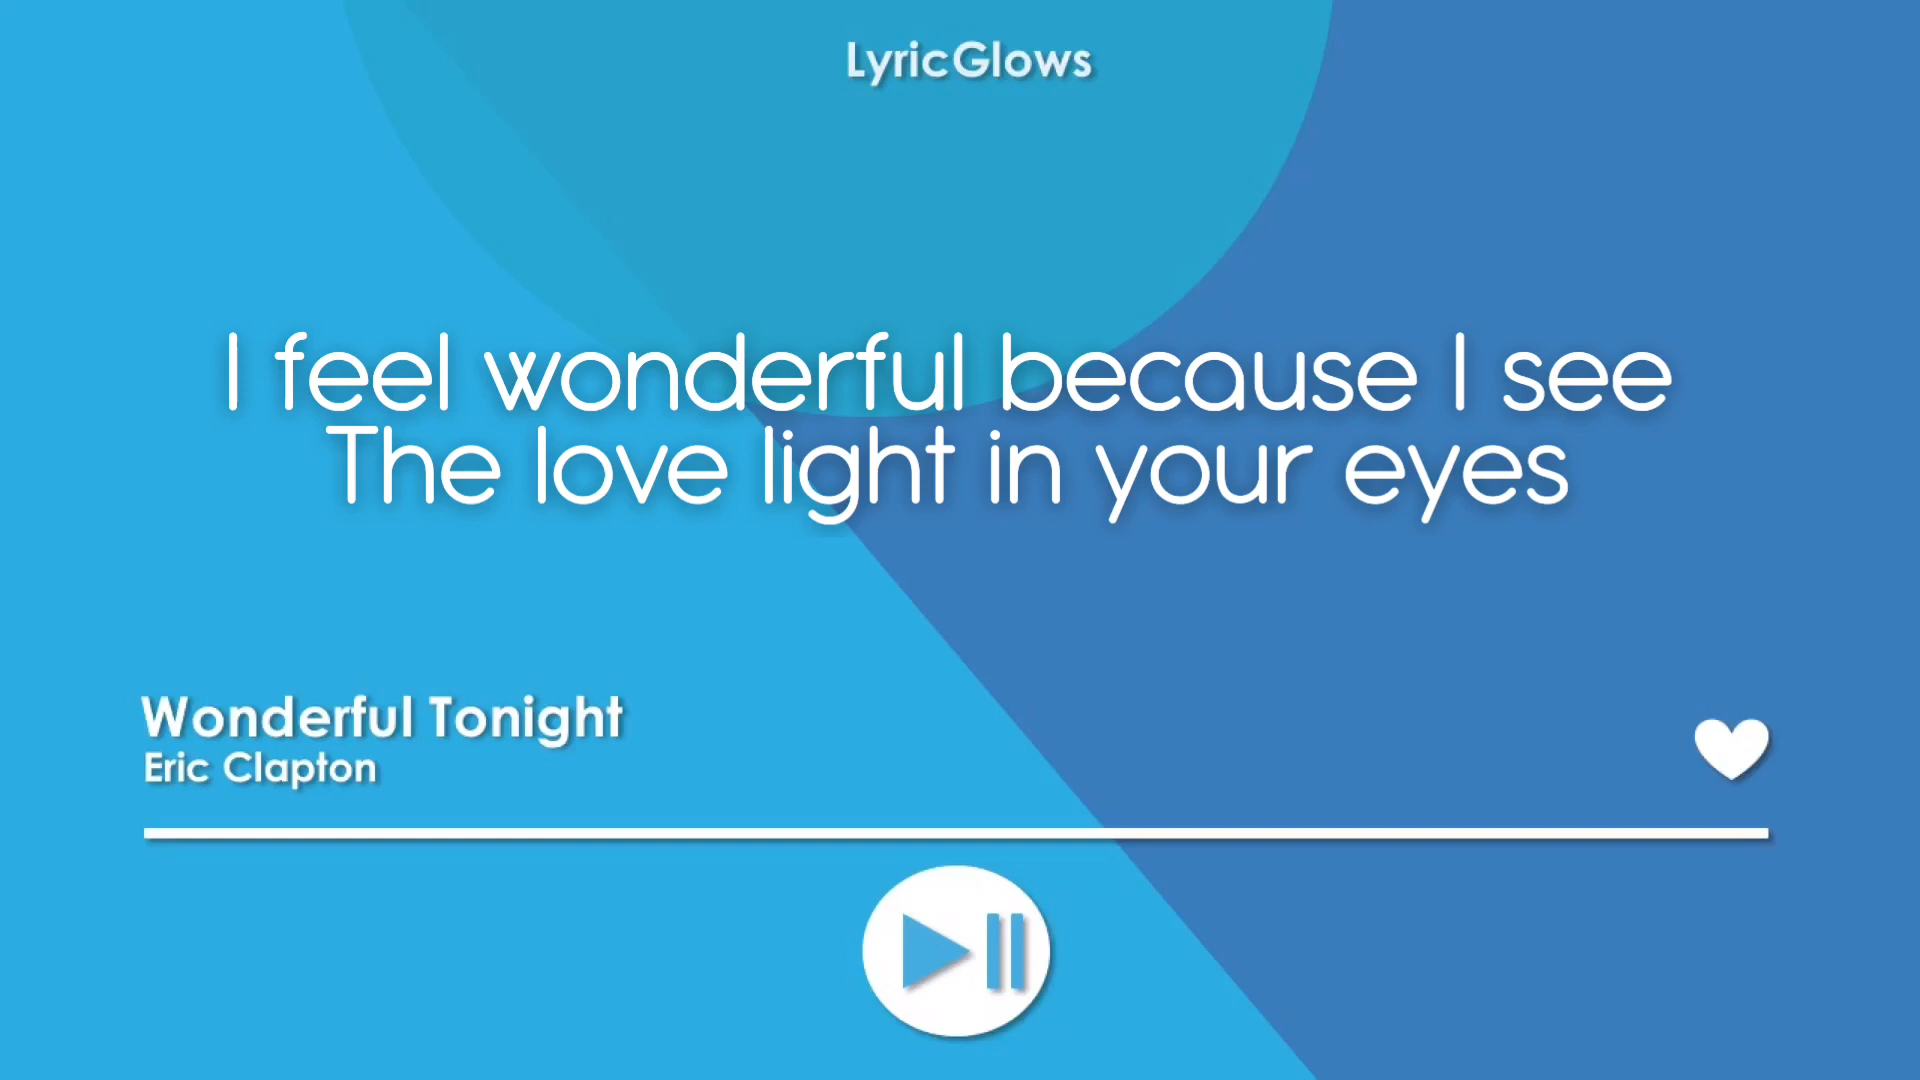 LyricGlows
I feel wonderful because I see
The love light in your eyes
Wonderful Tonight
Eric Clapton